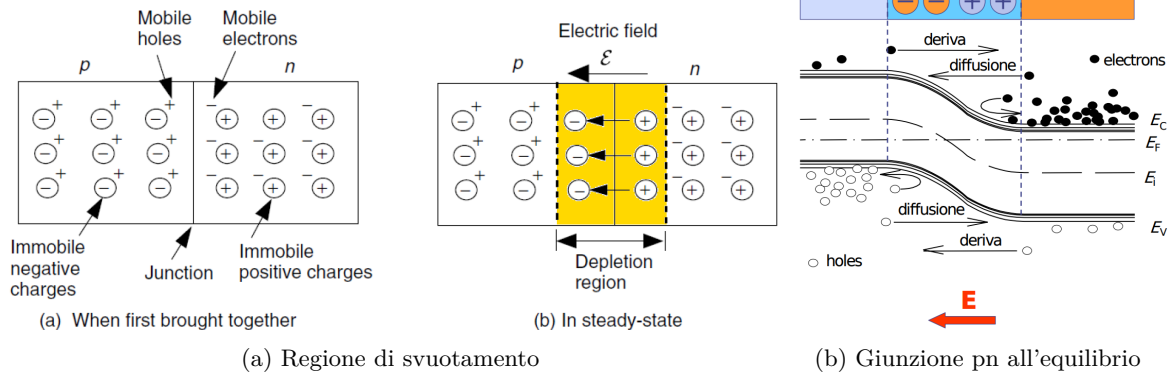 Mobile
holes
Mobile
electrons
p
n
+ + + − − −
− − − + + +
+ + + − − −
− − − + + +
+ + + − − −
− − − + + +
Immobile
negative
charges
Junction
Immobile
positive charges
(a) When first brought together
Electric field
ℰ
p
n
+ + − −
− − − + + +
+ + − −
− − − + + +
+ + − −
− − − + + +
Depletion
region
(b) In steady-state
(a) Regione di svuotamento
− − + +
deriva
diffusione
electrons
E_C
E_F
E_i
E_V
diffusione
deriva
holes
E
(b) Giunzione pn all'equilibrio